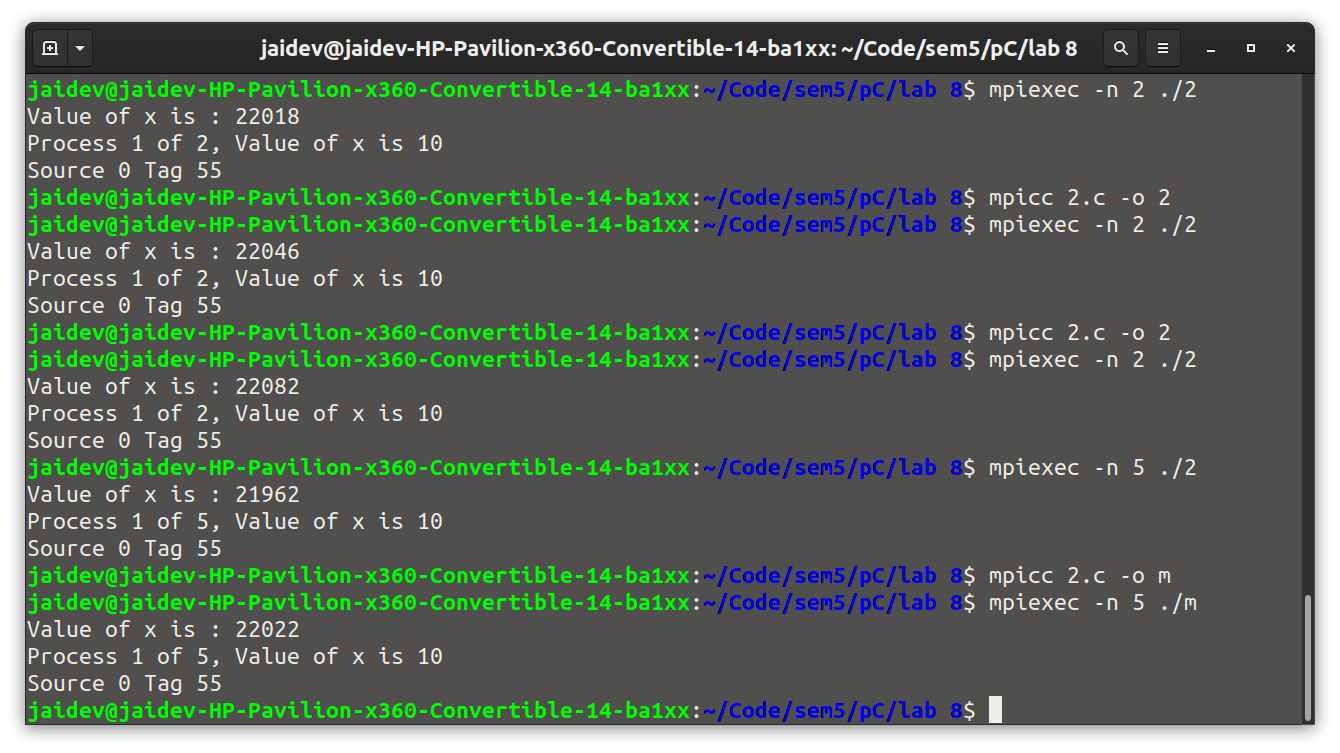 jaidev@jaidev-HP-Pavilion-x360-Convertible-14-ba1xx: ~/Code/sem5/pC/lab 8
jaidev@jaidev-HP-Pavilion-x360-Convertible-14-ba1xx:~/Code/sem5/pC/lab 8$ mpiexec -n 2 ./2
Value of x is : 22018
Process 1 of 2, Value of x is 10
Source 0 Tag 55
jaidev@jaidev-HP-Pavilion-x360-Convertible-14-ba1xx:~/Code/sem5/pC/lab 8$ mpicc 2.c -o 2
jaidev@jaidev-HP-Pavilion-x360-Convertible-14-ba1xx:~/Code/sem5/pC/lab 8$ mpiexec -n 2 ./2
Value of x is : 22046
Process 1 of 2, Value of x is 10
Source 0 Tag 55
jaidev@jaidev-HP-Pavilion-x360-Convertible-14-ba1xx:~/Code/sem5/pC/lab 8$ mpicc 2.c -o 2
jaidev@jaidev-HP-Pavilion-x360-Convertible-14-ba1xx:~/Code/sem5/pC/lab 8$ mpiexec -n 2 ./2
Value of x is : 22082
Process 1 of 2, Value of x is 10
Source 0 Tag 55
jaidev@jaidev-HP-Pavilion-x360-Convertible-14-ba1xx:~/Code/sem5/pC/lab 8$ mpiexec -n 5 ./2
Value of x is : 21962
Process 1 of 5, Value of x is 10
Source 0 Tag 55
jaidev@jaidev-HP-Pavilion-x360-Convertible-14-ba1xx:~/Code/sem5/pC/lab 8$ mpicc 2.c -o m
jaidev@jaidev-HP-Pavilion-x360-Convertible-14-ba1xx:~/Code/sem5/pC/lab 8$ mpiexec -n 5 ./m
Value of x is : 22022
Process 1 of 5, Value of x is 10
Source 0 Tag 55
jaidev@jaidev-HP-Pavilion-x360-Convertible-14-ba1xx:~/Code/sem5/pC/lab 8$